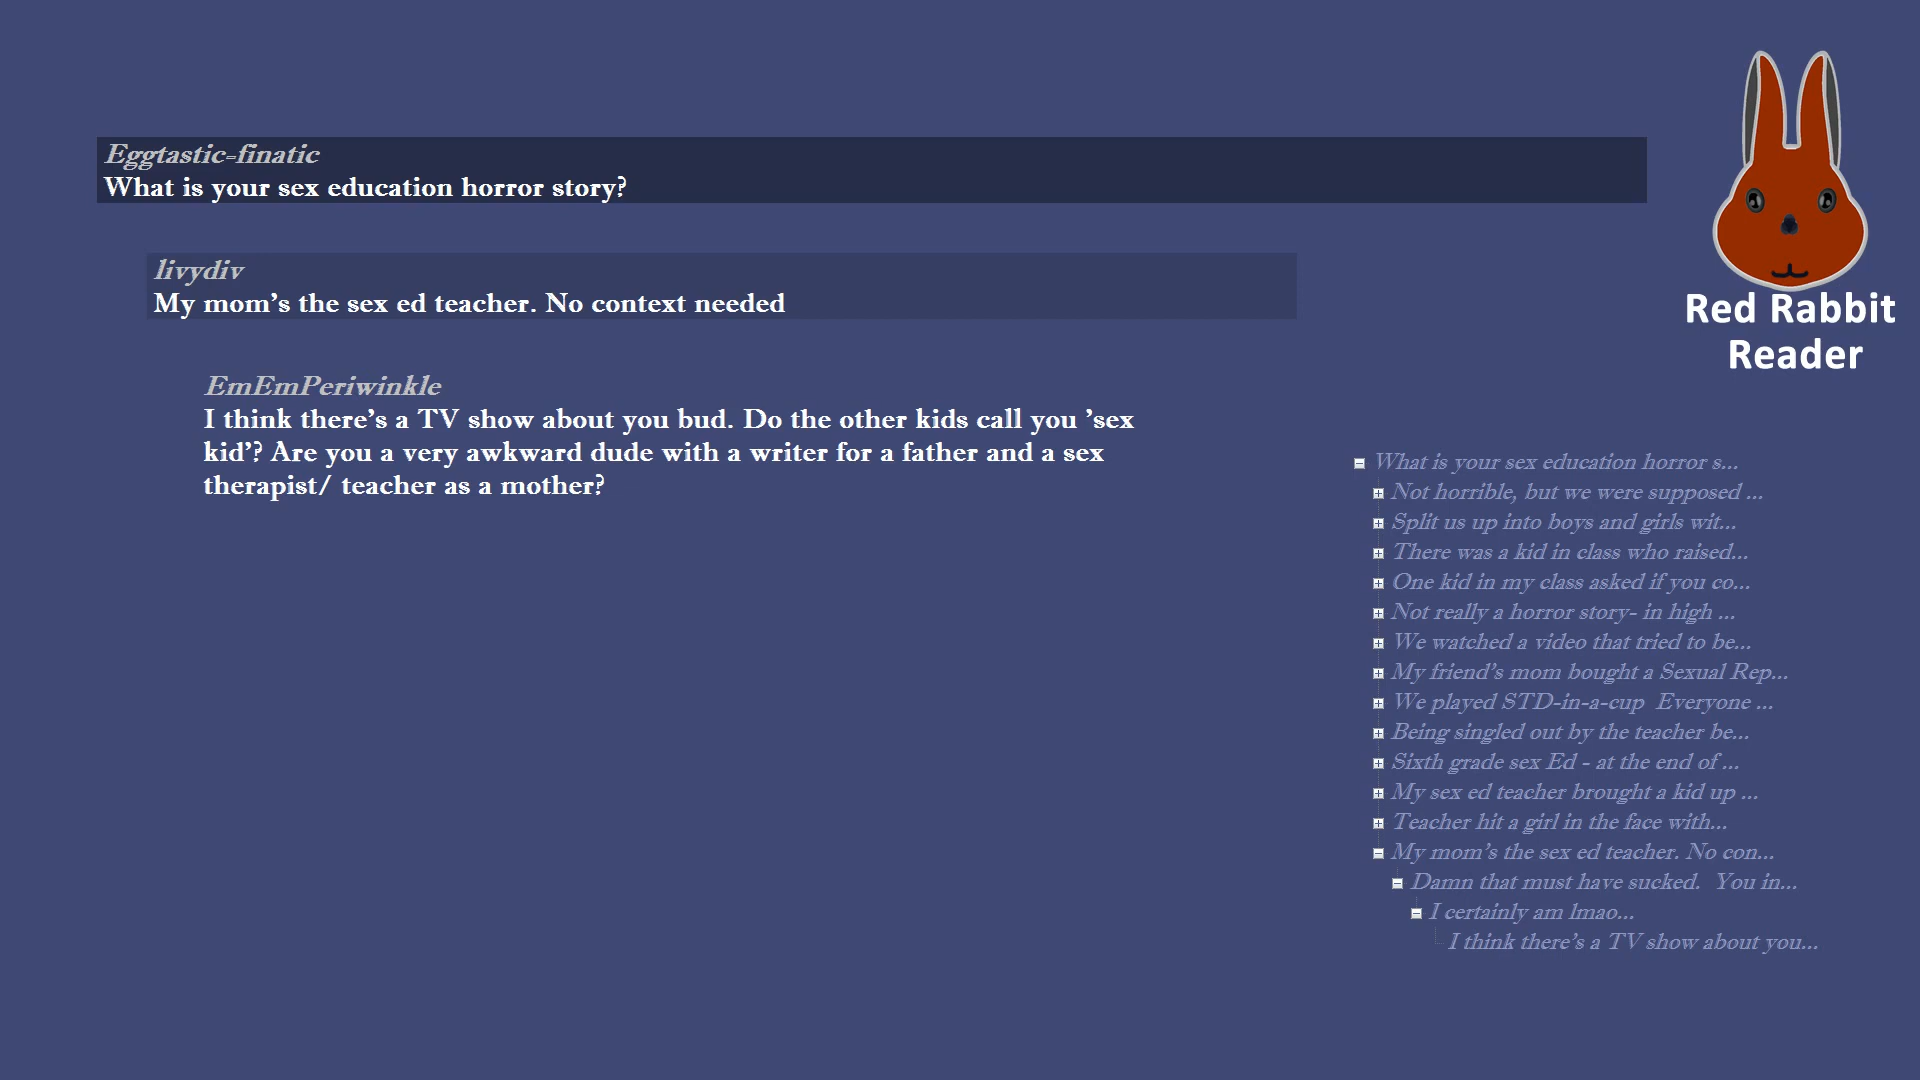 Eggtastic-finatic
What is your sex education horror story?
livydiv
My mom's the sex ed teacher. No context needed
EmEmPeriwinkle
I think there's a TV show about you bud. Do the other kids call you 'sex
kid'? Are you a very awkward dude with a writer for a father and a sex
therapist/ teacher as a mother?
Red Rabbit
Reader
What is your sex education horror s...
Not horrible, but we were supposed ...
Split us up into boys and girls wit...
There was a kid in class who raised...
One kid in my class asked if you co...
Not really a horror story- in high ...
We watched a video that tried to be...
My friend's mom bought a Sexual Rep...
We played STD-in-a-cup  Everyone ...
Being singled out by the teacher be...
Sixth grade sex Ed - at the end of ...
My sex ed teacher brought a kid up ...
Teacher hit a girl in the face with...
My mom's the sex ed teacher. No con...
Damn that must have sucked.  You in...
I certainly am lmao...
I think there's a TV show about you...